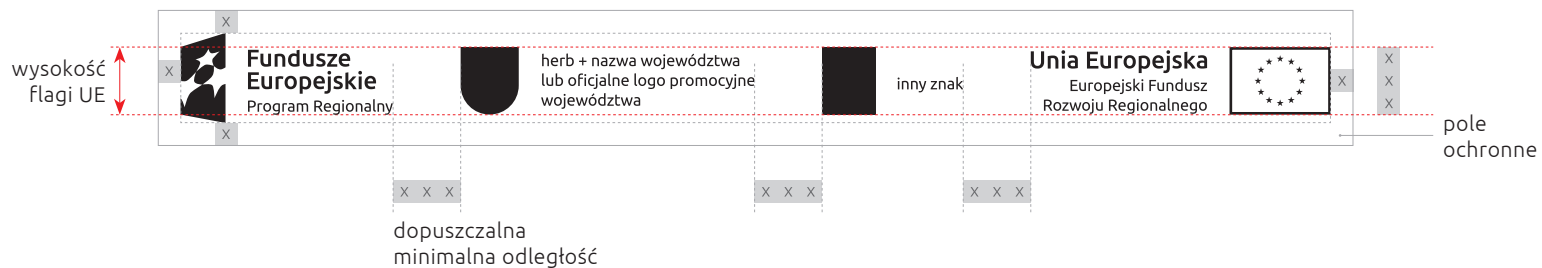 X
wysokość
flagi UE
X
Fundusze
Europejskie
Program Regionalny
herb + nazwa województwa
lub oficjalne logo promocyjne
województwa
inny znak
Unia Europejska
Europejski Fundusz
Rozwoju Regionalnego
X
X
X
X
X
pole
ochronne
X X X
X X X
X X X
dopuszczalna
minimalna odległość